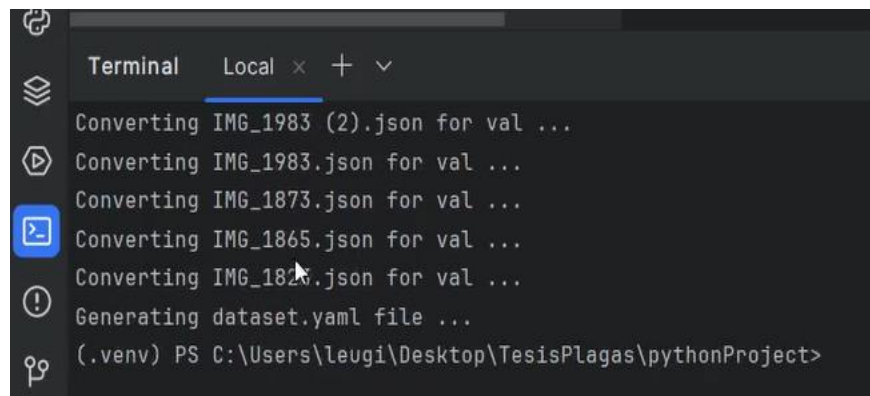 Terminal Local × + ⌄
Converting IMG_1983 (2).json for val ...
Converting IMG_1983.json for val ...
Converting IMG_1873.json for val ...
Converting IMG_1865.json for val ...
Converting .json for val ...
Generating dataset.yaml file ...
(.venv) PS C:\Users\leugi\Desktop\TesisPlagas\pythonProject>